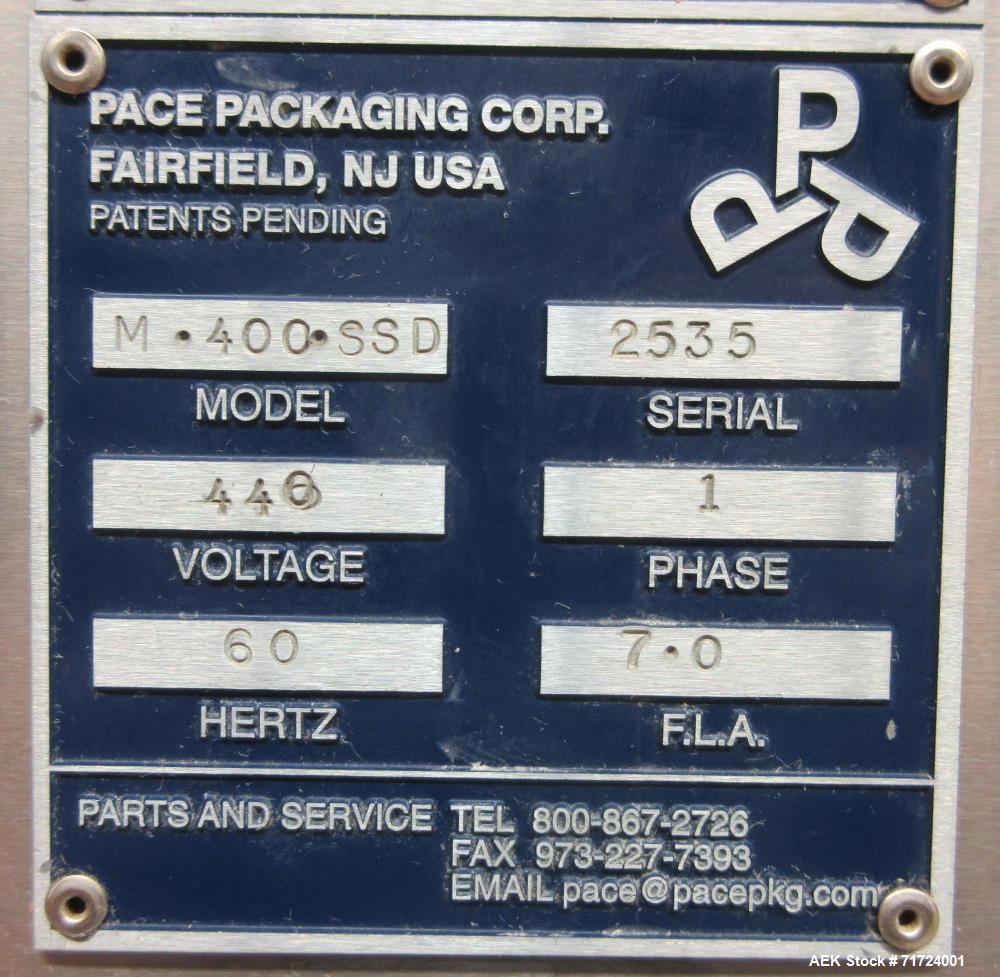 PACE PACKAGING CORP.
FAIRFIELD, NJ USA
PATENTS PENDING
P P P
M•400•SSD
2535
MODEL
SERIAL
440
1
VOLTAGE
PHASE
60
7•0
HERTZ
F.L.A.
PARTS AND SERVICE TEL 800-867-2726
FAX 973-227-7393
EMAIL pace@pacepkg.com
AEK Stock # 71724001